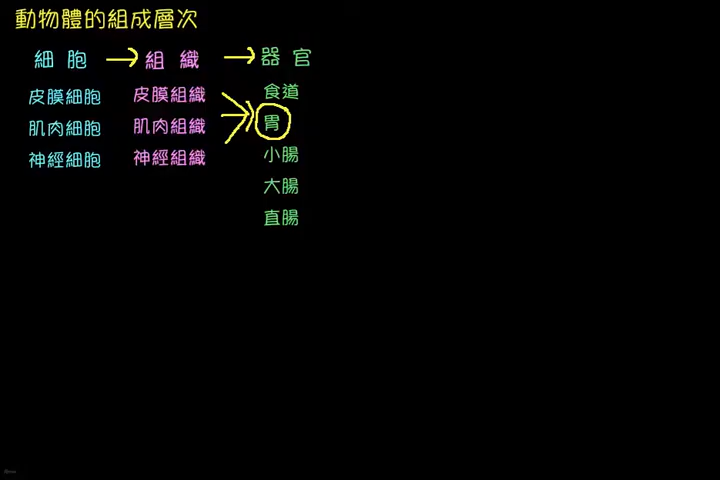 動物體的組成層次
細胞 → 組織 → 器官
皮膜細胞 皮膜組織 食道
肌肉細胞 肌肉組織 胃
神經細胞 神經組織 小腸
大腸
直腸